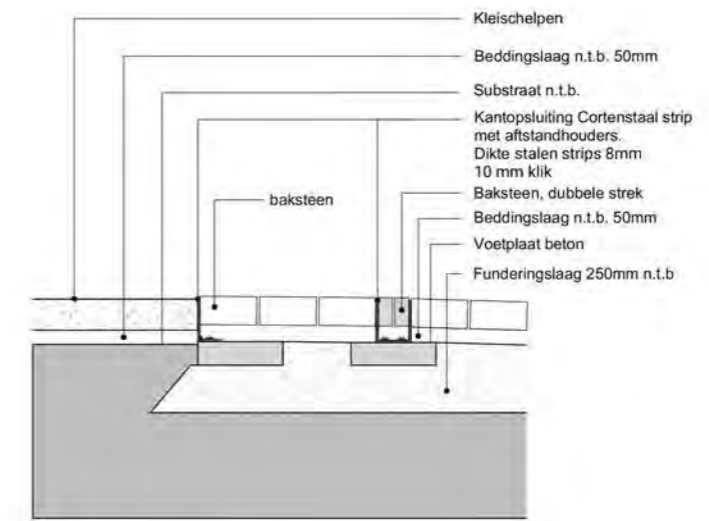 Kleischelpen
Beddingslaag n.t.b. 50mm
Substraat n.t.b.
Kantopsluiting Cortenstaal strip
met aftstandhouders.
Dikte stalen strips 8mm
10 mm klik
Baksteen, dubbele strek
baksteen
Beddingslaag n.t.b. 50mm
Voetplaat beton
Funderingslaag 250mm n.t.b